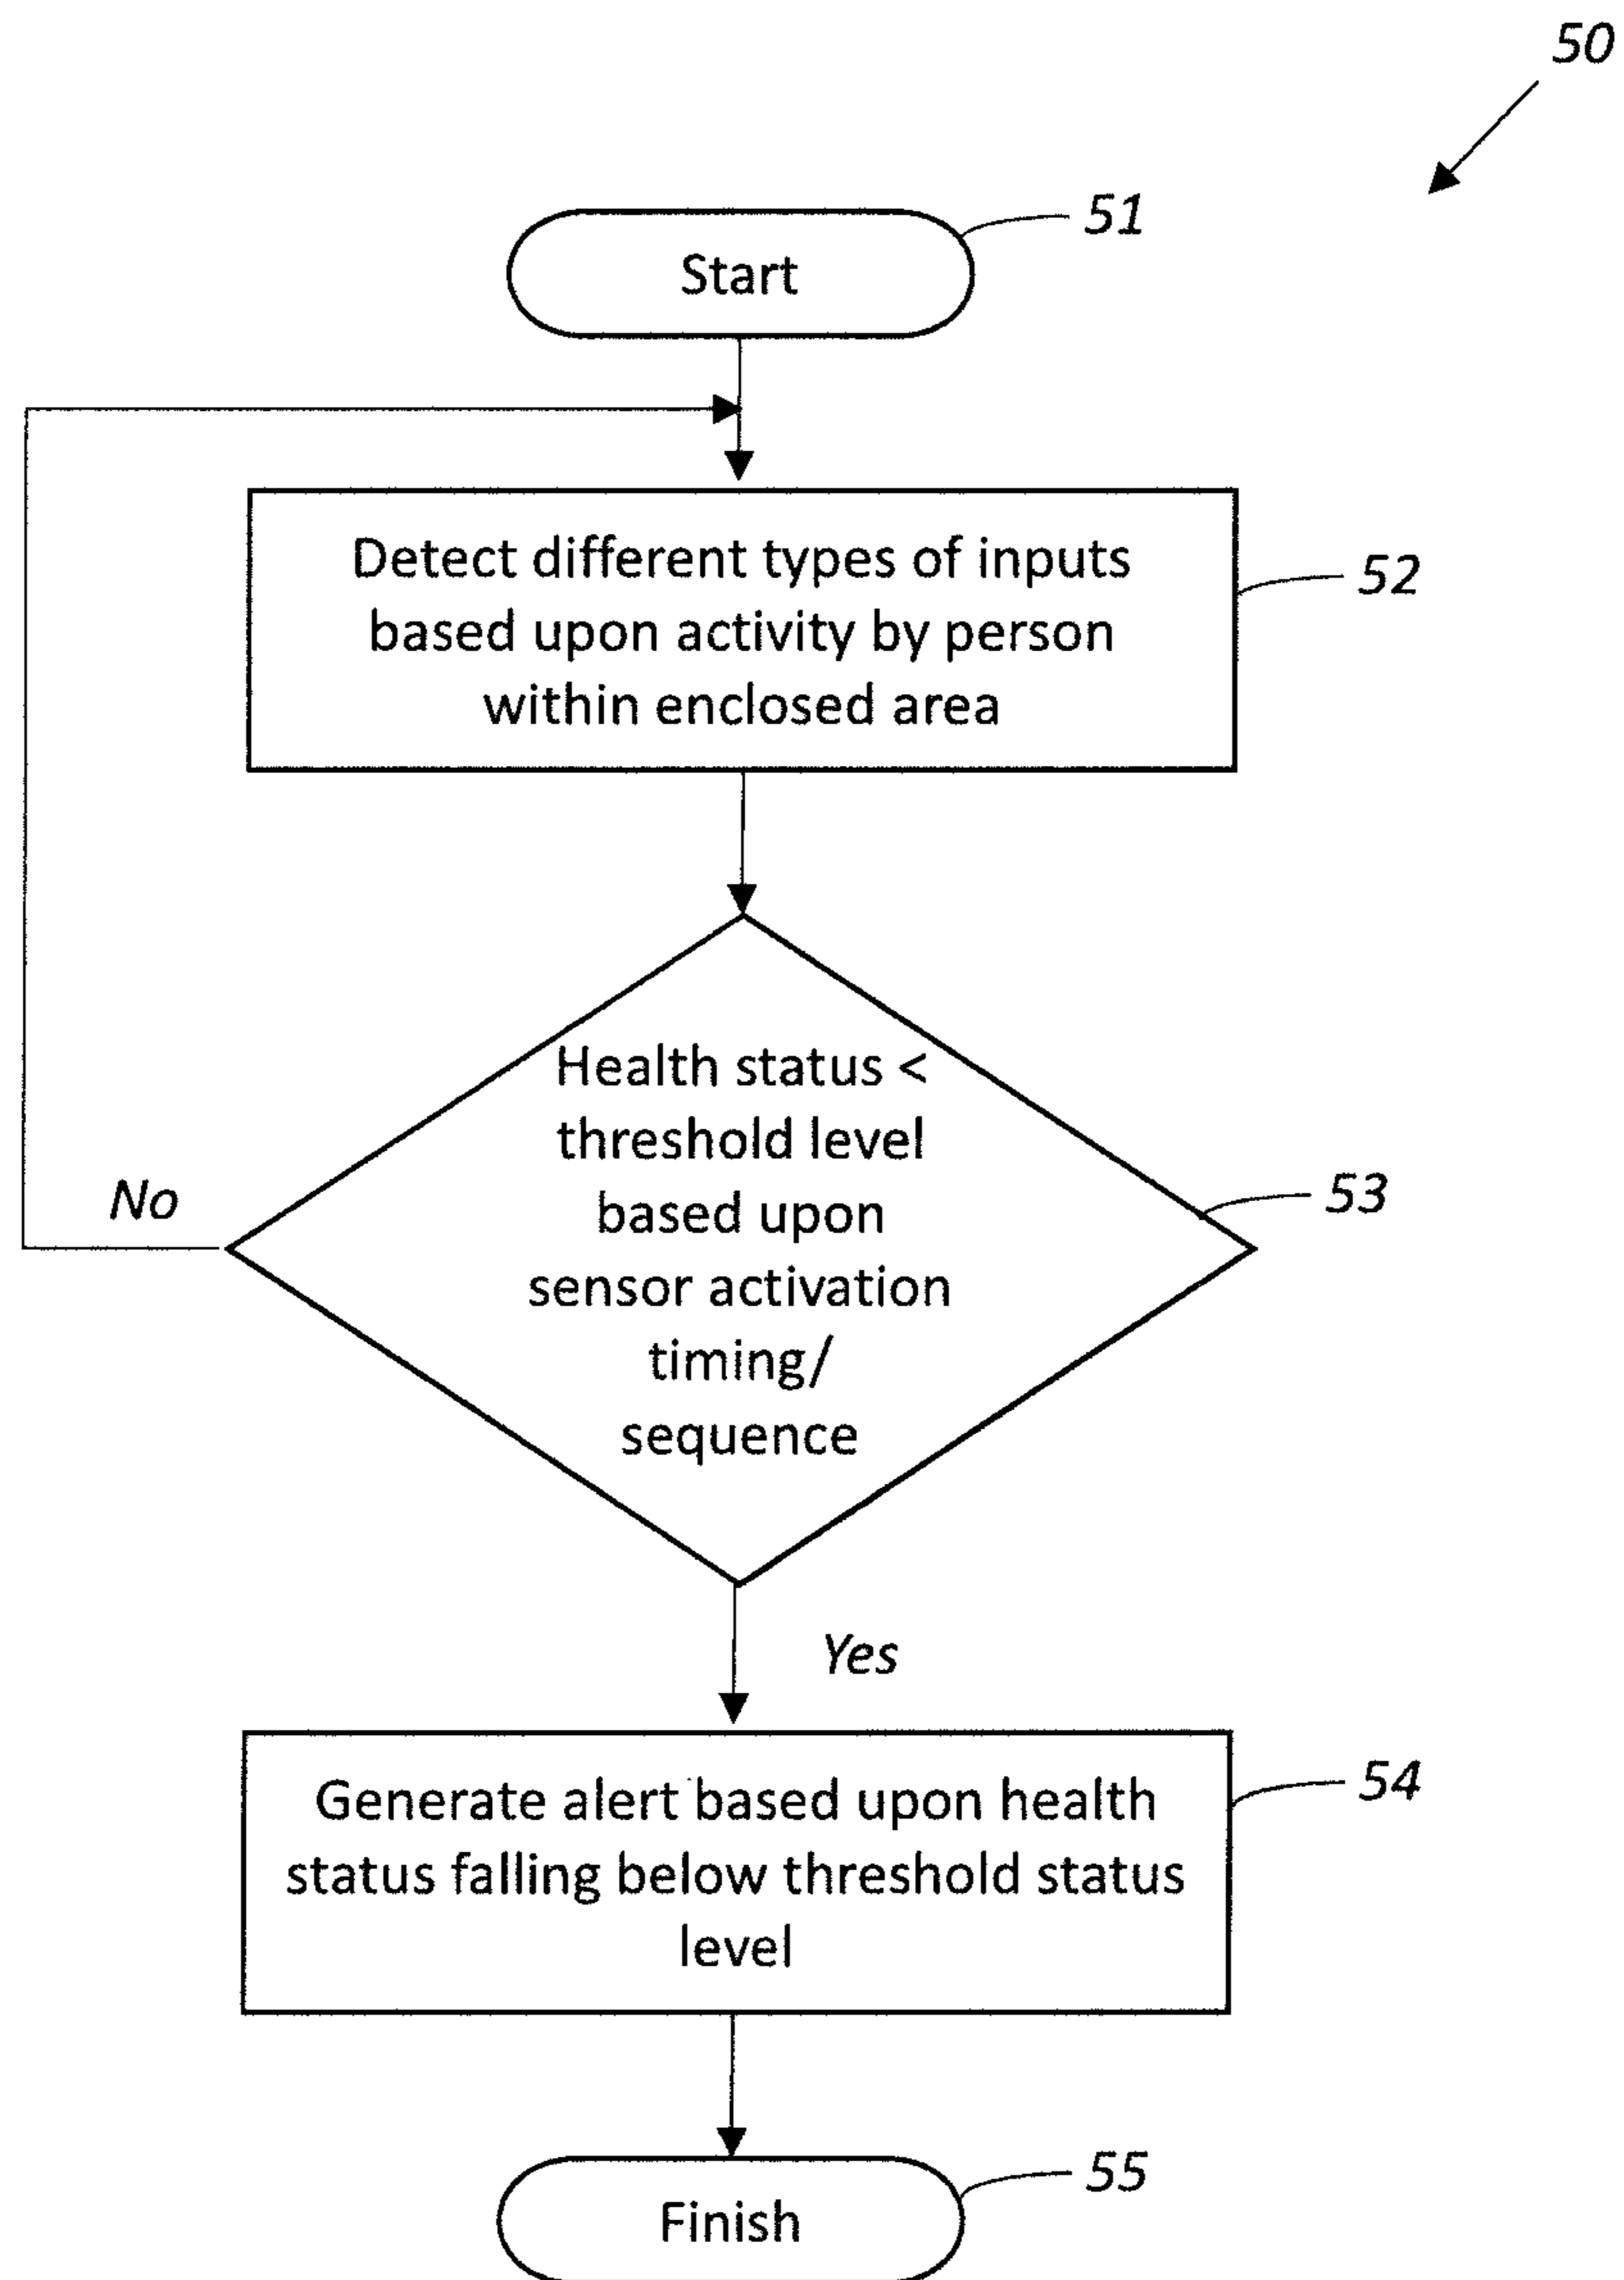 50
51
Start
Detect different types of inputs
based upon activity by person
within enclosed area
52
Health status <
threshold level
based upon
sensor activation
timing/
sequence
53
No
Yes
Generate alert based upon health
status falling below threshold status
level
54
55
Finish